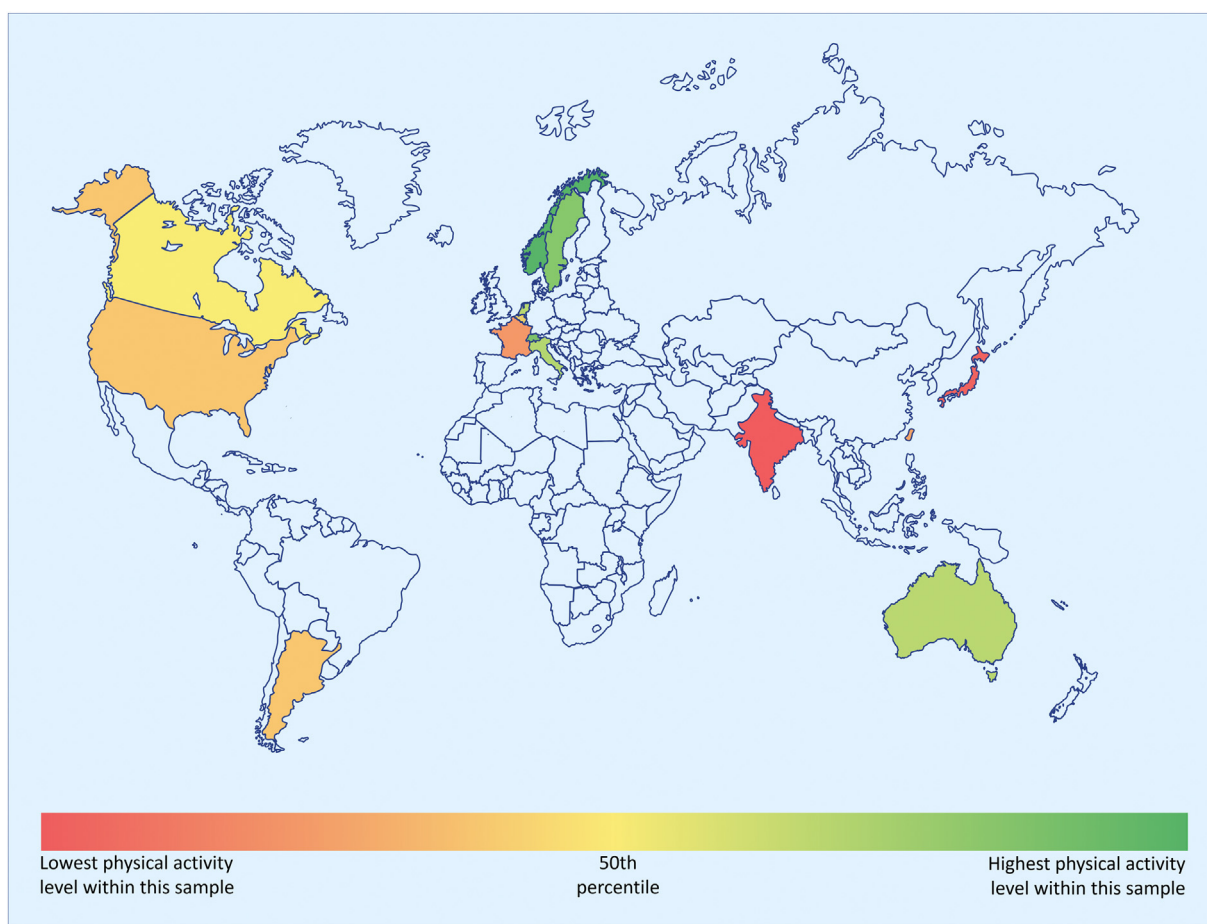 Lowest physical activity
level within this sample
50th
percentile
Highest physical activity
level within this sample